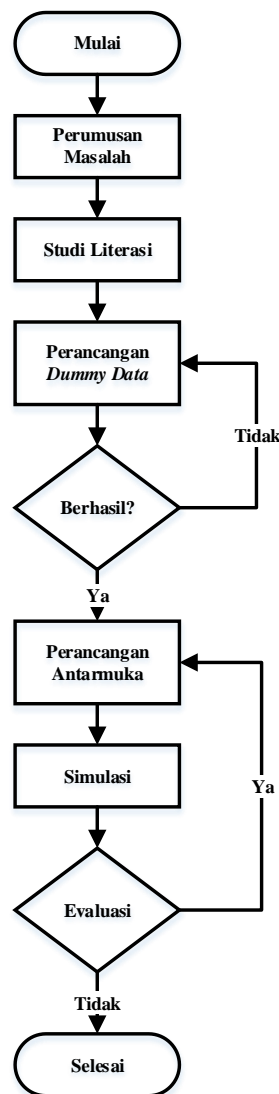 Mulai
Perumusan
Masalah
Studi Literasi
Perancangan
Dummy Data
Tidak
Berhasil?
Ya
Perancangan
Antarmuka
Simulasi
Ya
Evaluasi
Tidak
Selesai